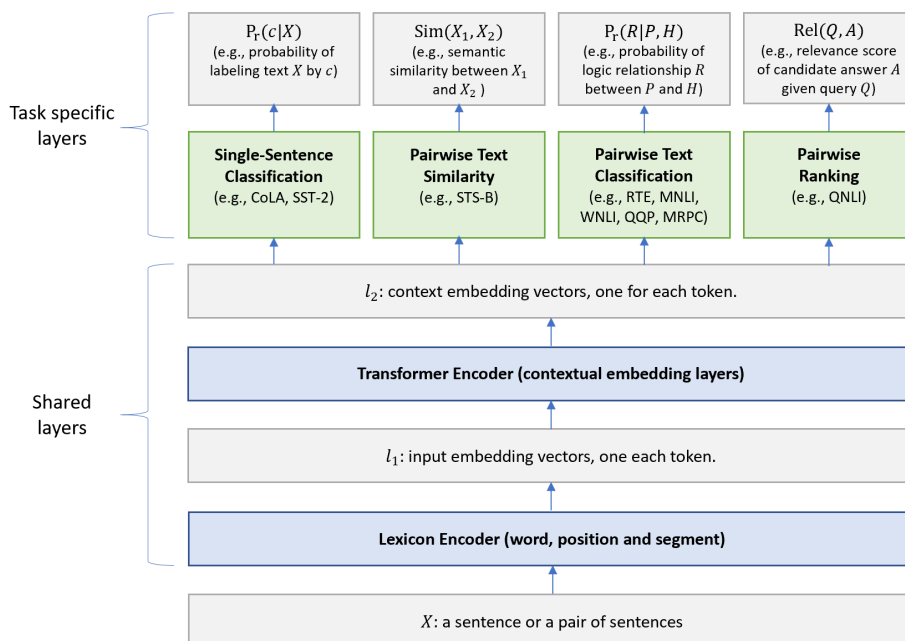 Task specific
layers
Pr(c|X)
(e.g., probability of
labeling text X by c)
Sim(X1, X2)
(e.g., semantic
similarity between X1
and X2 )
Pr(R|P, H)
(e.g., probability of
logic relationship R
between P and H)
Rel(Q, A)
(e.g., relevance score
of candidate answer A
given query Q)
Single-Sentence
Classification
(e.g., CoLA, SST-2)
Pairwise Text
Similarity
(e.g., STS-B)
Pairwise Text
Classification
(e.g., RTE, MNLI,
WNLI, QQP, MRPC)
Pairwise
Ranking
(e.g., QNLI)
Shared
layers
l2: context embedding vectors, one for each token.
Transformer Encoder (contextual embedding layers)
l1: input embedding vectors, one each token.
Lexicon Encoder (word, position and segment)
X: a sentence or a pair of sentences